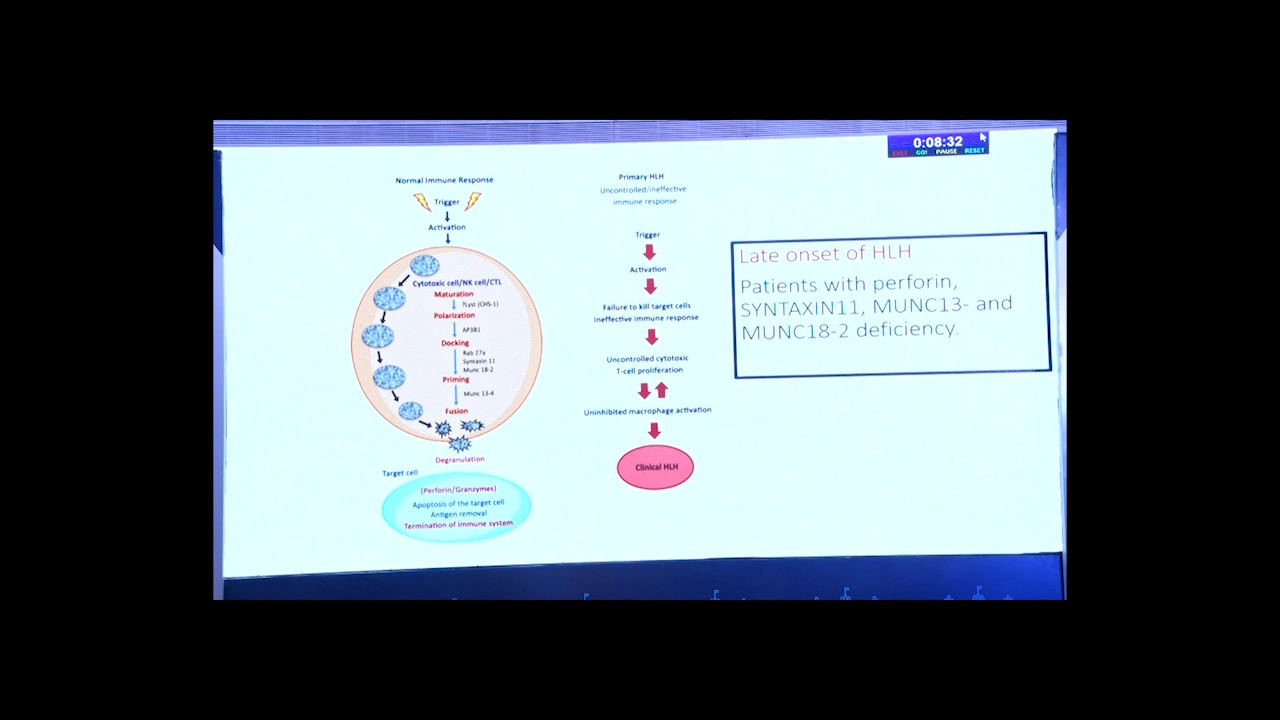 0:08:32
EXIT GO! PAUSE RESET
Normal Immune Response
Trigger
Activation
Cytotoxic cell/NK cell/CTL
Maturation
?Lyst (CHS-1)
Polarization
AP3B1
Docking
Rab 27a
Syntaxin 11
Munc 18-2
Priming
Munc 13-4
Fusion
Degranulation
Target cell
(Perforin/Granzymes)
Apoptosis of the target cell
Antigen removal
Termination of immune system
Primary HLH
Uncontrolled/ineffective
immune response
Trigger
Activation
Failure to kill target cells
Ineffective immune response
Uncontrolled cytotoxic
T-cell proliferation
Uninhibited macrophage activation
Clinical HLH
Late onset of HLH
Patients with perforin,
SYNTAXIN11, MUNC13- and
MUNC18-2 deficiency.